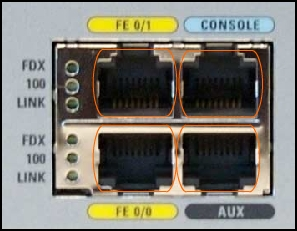 FE 0/1 CONSOLE
FDX
100
LINK
FDX
100
LINK
FE 0/0 AUX